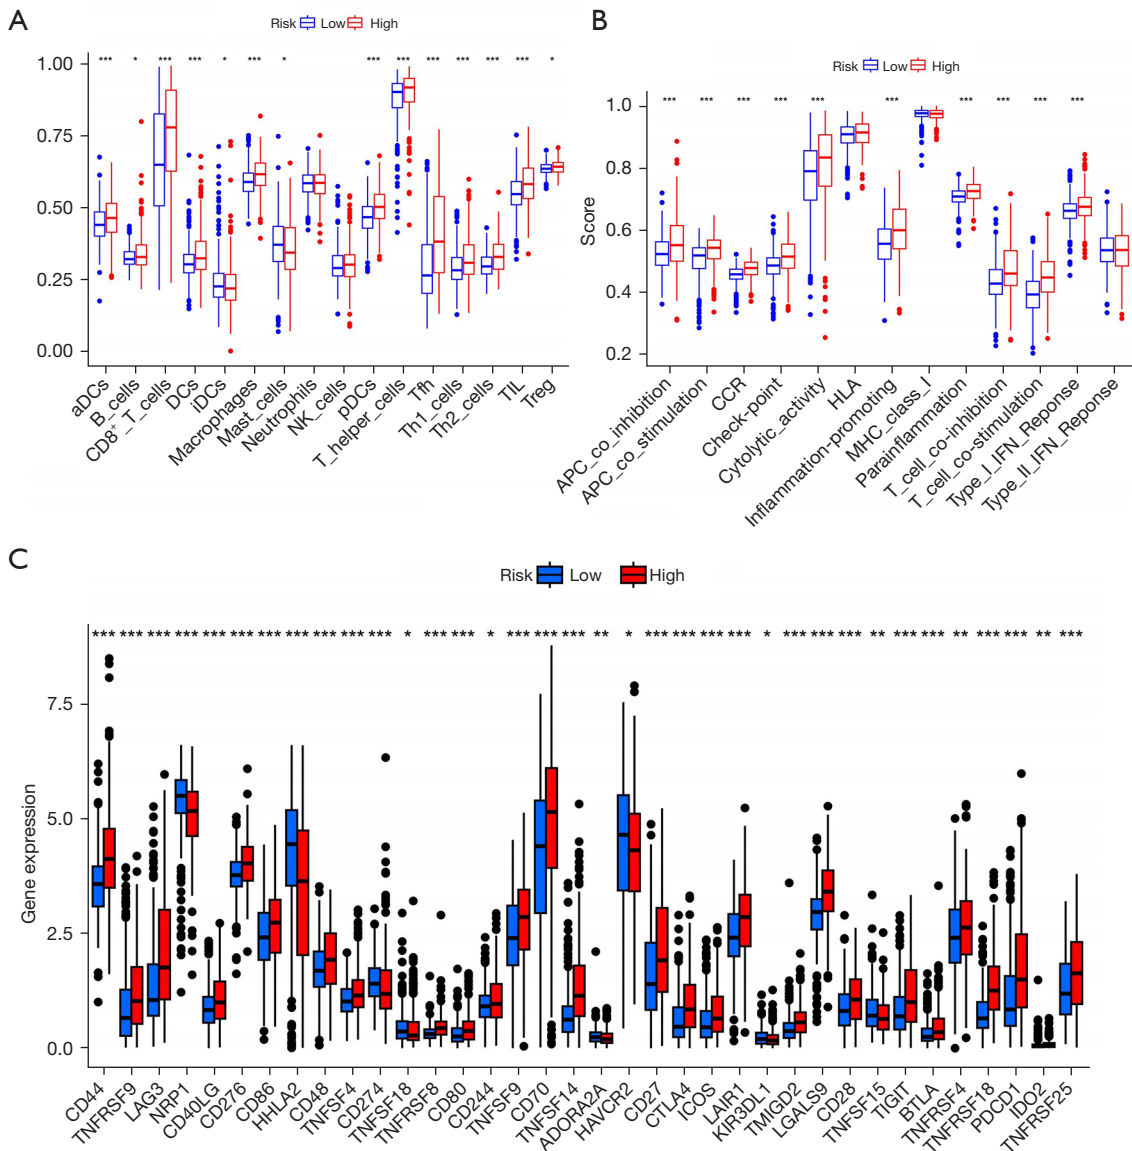 A
Risk Low High
*** * *** *** * *** * *** *** *** *** *** *** *
1.00
0.75
0.50
0.25
0.00
aDCs
B_cells
CD8+_T_cells
DCs
iDCs
Macrophages
Mast_cells
Neutrophils
NK_cells
pDCs
T_helper_cells
Tfh
Th1_cells
Th2_cells
TIL
Treg
B
Risk Low High
*** *** *** *** *** *** *** *** *** ***
Score
1.0
0.8
0.6
0.4
0.2
APC_co_inhibition
APC_co_stimulation
CCR
Check-point
Cytolytic_activity
HLA
Inflammation-promoting
MHC_class_I
Parainflammation
T_cell_co-inhibition
T_cell_co-stimulation
Type_I_IFN_Reponse
Type_II_IFN_Reponse
C
Risk Low High
*** *** *** *** *** *** *** *** *** *** *** * *** *** * *** *** *** ** * *** *** *** *** * *** *** *** ** *** *** ** *** *** ** ***
Gene expression
7.5
5.0
2.5
0.0
CD44
TNFRSF9
LAG3
NRP1
CD40LG
CD276
CD86
HHLA2
CD48
TNFSF4
CD274
TNFSF18
TNFRSF8
CD80
CD244
TNFSF9
CD70
TNFSF14
ADORA2A
HAVCR2
CD27
CTLA4
ICOS
LAIR1
KIR3DL1
TMIGD2
LGALS9
CD28
TNFSF15
TIGIT
BTLA
TNFRSF4
TNFRSF18
PDCD1
IDO2
TNFRSF25